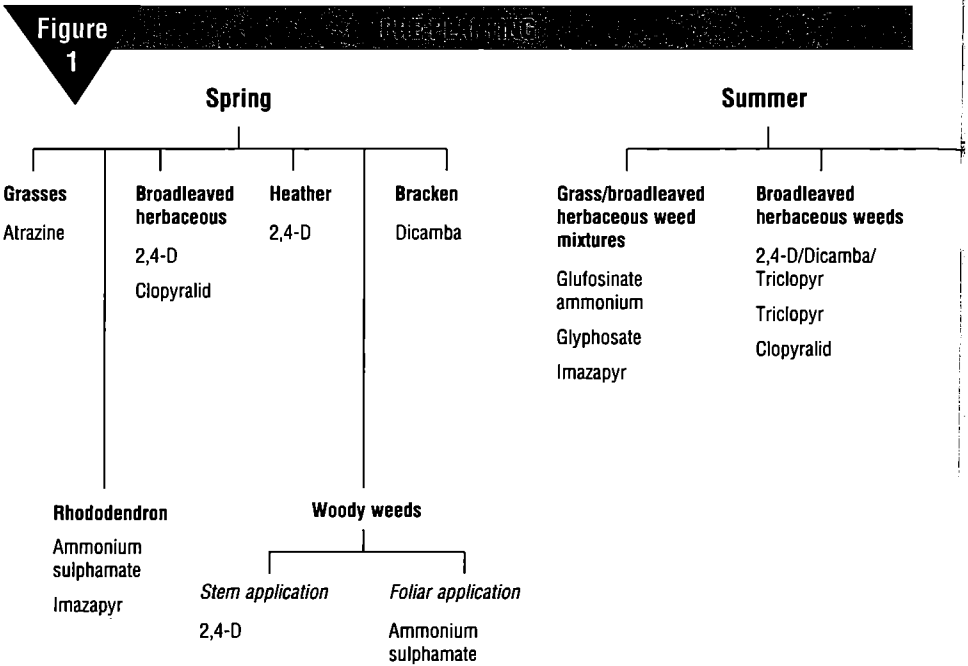 Figure
1
PRE-PLANTING
Spring
Summer
Grasses
Atrazine
Broadleaved
herbaceous
2,4-D
Clopyralid
Heather
2,4-D
Bracken
Dicamba
Grass/broadleaved
herbaceous weed
mixtures
Glufosinate
ammonium
Glyphosate
Imazapyr
Broadleaved
herbaceous weeds
2,4-D/Dicamba/
Triclopyr
Triclopyr
Clopyralid
Rhododendron
Ammonium
sulphamate
Imazapyr
Woody weeds
Stem application
2,4-D
Foliar application
Ammonium
sulphamate